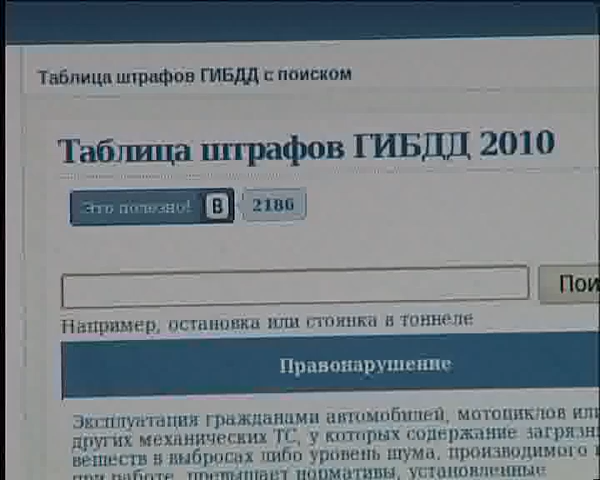 Таблица штрафов ГИБДД с поиском
Таблица штрафов ГИБДД 2010
Это полезно! В 2186
Пои
Например, остановка или стоянка в тоннеле
Правонарушение
Эксплуатация гражданами автомобилей, мотоциклов или
других механических ТС, у которых содержание загрязн
веществ в выбросах либо уровень шума, производимого
при работе, превышает нормативы, установленные